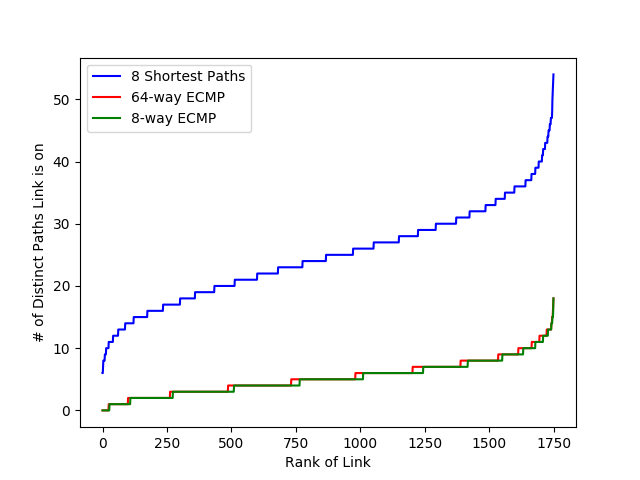 8 Shortest Paths
64-way ECMP
8-way ECMP
50
40
30
20
10
0
# of Distinct Paths Link is on
0 250 500 750 1000 1250 1500 1750
Rank of Link